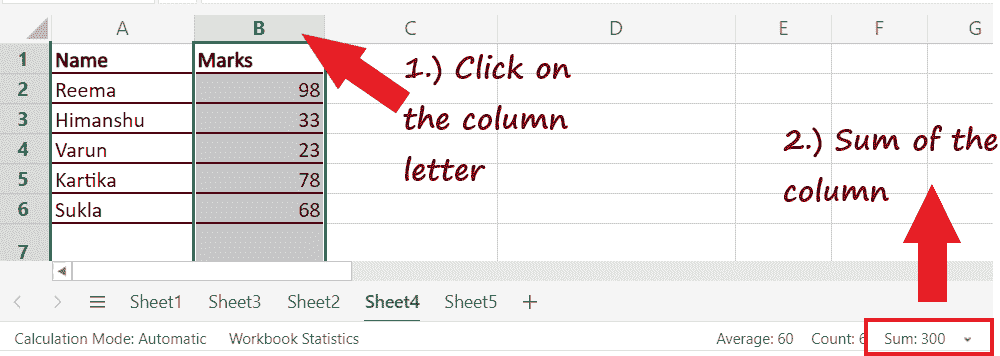 A B C D E F G
1 Name Marks
2 Reema 98
3 Himanshu 33
4 Varun 23
5 Kartika 78
6 Sukla 68
7
1.) Click on
the column
letter
2.) Sum of the
column
Sheet1 Sheet3 Sheet2 Sheet4 Sheet5
Calculation Mode: Automatic Workbook Statistics Average: 60 Count: 6 Sum: 300